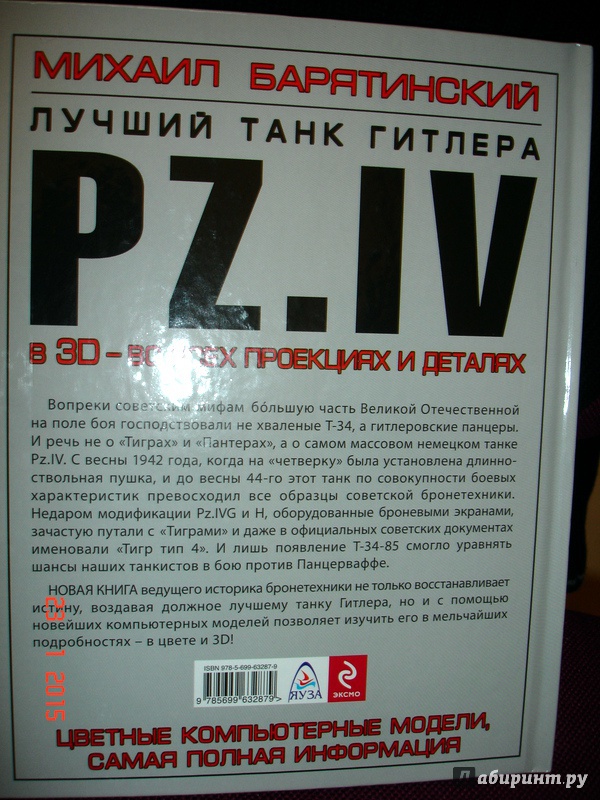 МИХАИЛ БАРЯТИНСКИЙ
ЛУЧШИЙ ТАНК ГИТЛЕРА
PZ.IV
В 3D – ВО ВСЕХ ПРОЕКЦИЯХ И ДЕТАЛЯХ
Вопреки советским мифам бо́льшую часть Великой Отечественной
на поле боя господствовали не хваленые Т-34, а гитлеровские панцеры.
И речь не о «Тиграх» и «Пантерах», а о самом массовом немецком танке
Pz.IV. С весны 1942 года, когда на «четверку» была установлена длинно-
ствольная пушка, и до весны 44-го этот танк по совокупности боевых
характеристик превосходил все образцы советской бронетехники.
Недаром модификации Pz.IVG и H, оборудованные броневыми экранами,
зачастую путали с «Тиграми» и даже в официальных советских документах
именовали «Тигр тип 4». И лишь появление Т-34-85 смогло уравнять
шансы наших танкистов в бою против Панцерваффе.
НОВАЯ КНИГА ведущего историка бронетехники не только восстанавливает
истину, воздавая должное лучшему танку Гитлера, но и с помощью
новейших компьютерных моделей позволяет изучить его в мельчайших
подробностях – в цвете и 3D!
ISBN 978-5-699-63287-9
9 785699 632879 >
ЯУЗА
ЭКСМО
ЦВЕТНЫЕ КОМПЬЮТЕРНЫЕ МОДЕЛИ,
САМАЯ ПОЛНАЯ ИНФОРМАЦИЯ
23 1 2015
Лабиринт.ру